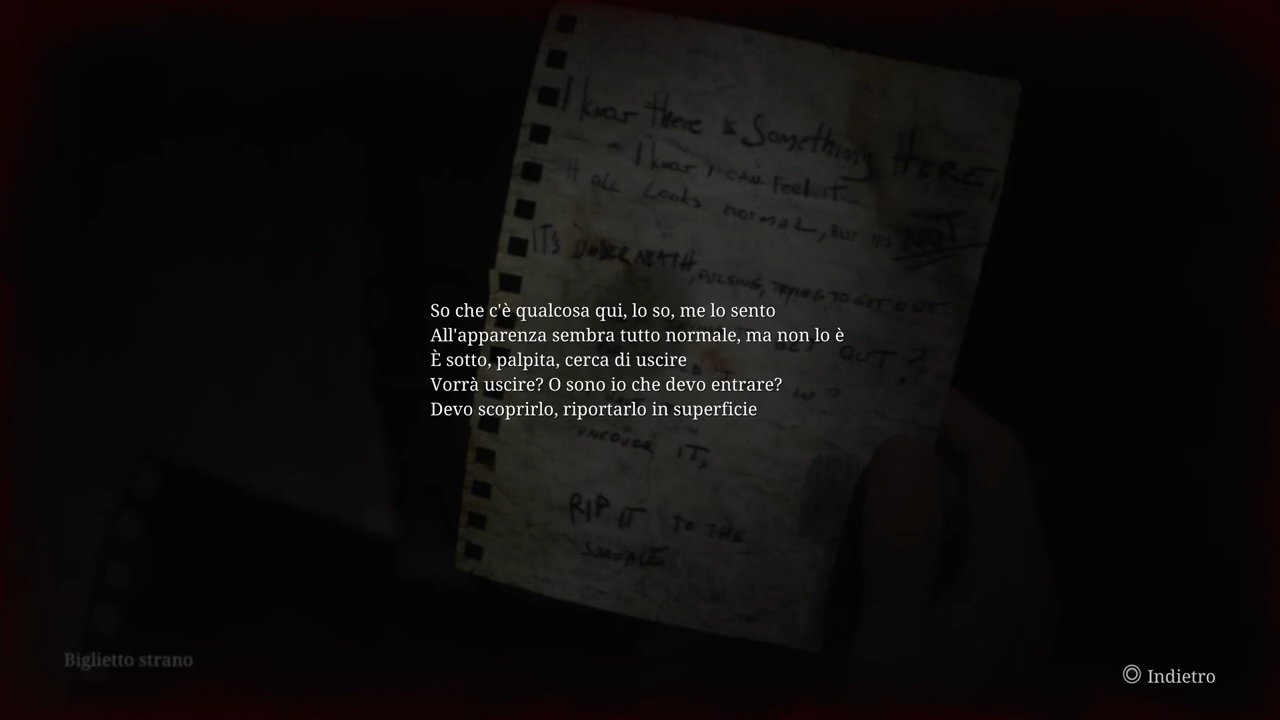 I know there is Something HERE,
I know I CAN feel it
It all Looks NORMAL, BUT ITS NOT
ITS UNDERNEATH, PULSING, TRYING TO GET OUT
OUT?
IN?
UNCOVER IT,
RIP IT TO THE
SURFACE
So che c'è qualcosa qui, lo so, me lo sento
All'apparenza sembra tutto normale, ma non lo è
È sotto, palpita, cerca di uscire
Vorrà uscire? O sono io che devo entrare?
Devo scoprirlo, riportarlo in superficie
Biglietto strano
Indietro